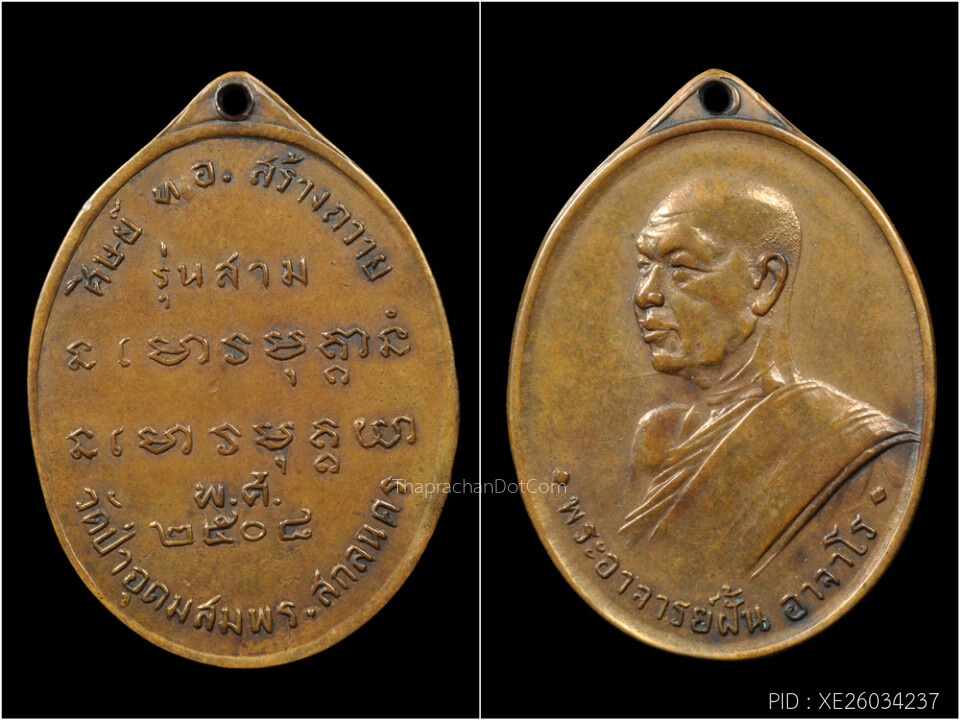 ศิษย์ ท.อ. สร้างถวาย
รุ่นสาม
พ.ศ.
๒๕๐๘
วัดป่าอุดมสมพร.สกลนคร
พระอาจารย์ฝั้น อาจาโร
ThaprachanDotCom
PID : XE26034237